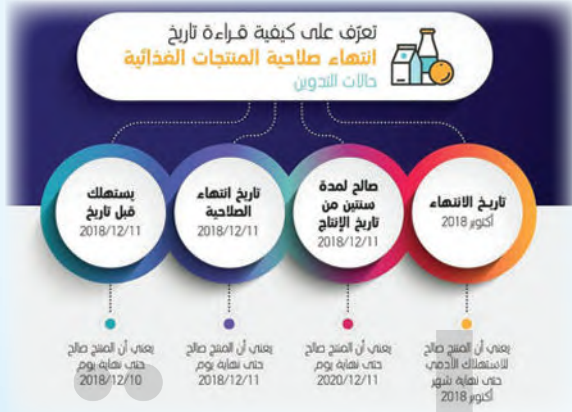 تعرّف على كيفية قراءة تاريخ
انتهاء صلاحية المنتجات الغذائية
حالات التدوين
تاريخ الانتهاء
أكتوبر 2018
صالح لمدة
سنتين من
تاريخ الإنتاج
2018/12/11
تاريخ انتهاء
الصلاحية
2018/12/11
يستهلك
قبل تاريخ
2018/12/11
يعني أن المنتج صالح
للاستهلاك الآدمي
حتى نهاية شهر
أكتوبر 2018
يعني أن المنتج صالح
حتى نهاية يوم
2020/12/11
يعني أن المنتج صالح
حتى نهاية يوم
2018/12/11
يعني أن المنتج صالح
حتى نهاية يوم
2018/12/10